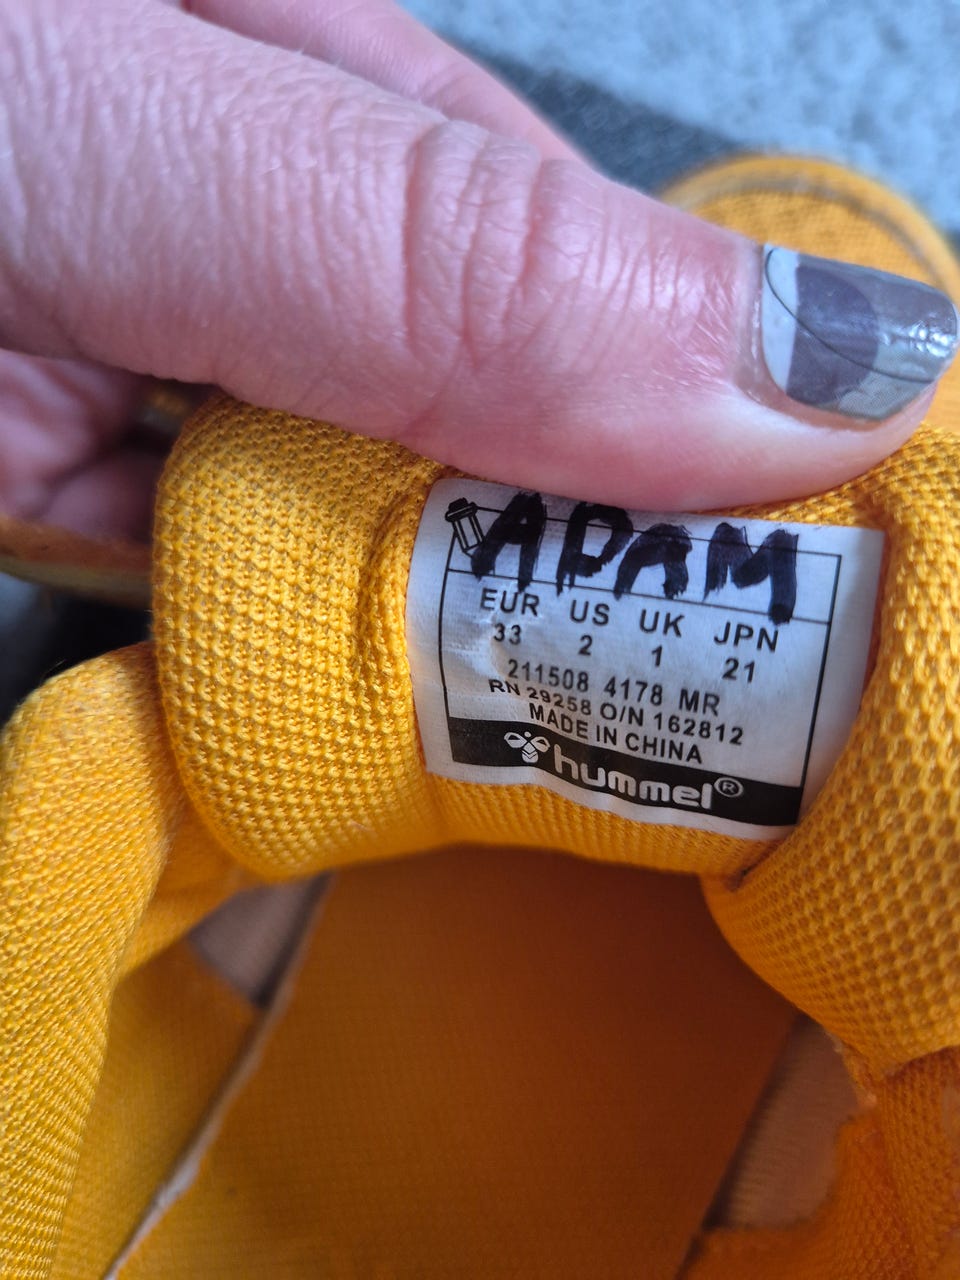 ADAM
EUR US UK JPN
33 2 1 21
211508 4178 MR
RN 29258 O/N 162812
MADE IN CHINA
hummel®